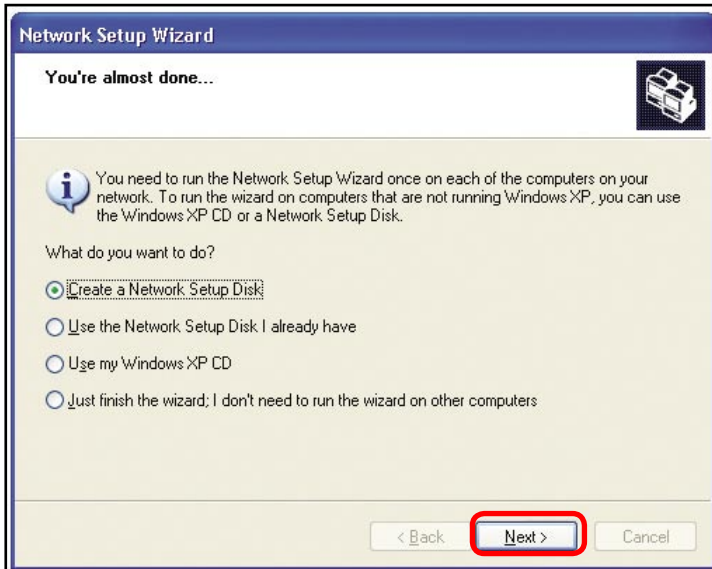 Network Setup Wizard
You're almost done...
You need to run the Network Setup Wizard once on each of the computers on your
network. To run the wizard on computers that are not running Windows XP, you can use
the Windows XP CD or a Network Setup Disk.
What do you want to do?
Create a Network Setup Disk
Use the Network Setup Disk I already have
Use my Windows XP CD
Just finish the wizard; I don't need to run the wizard on other computers
< Back Next > Cancel